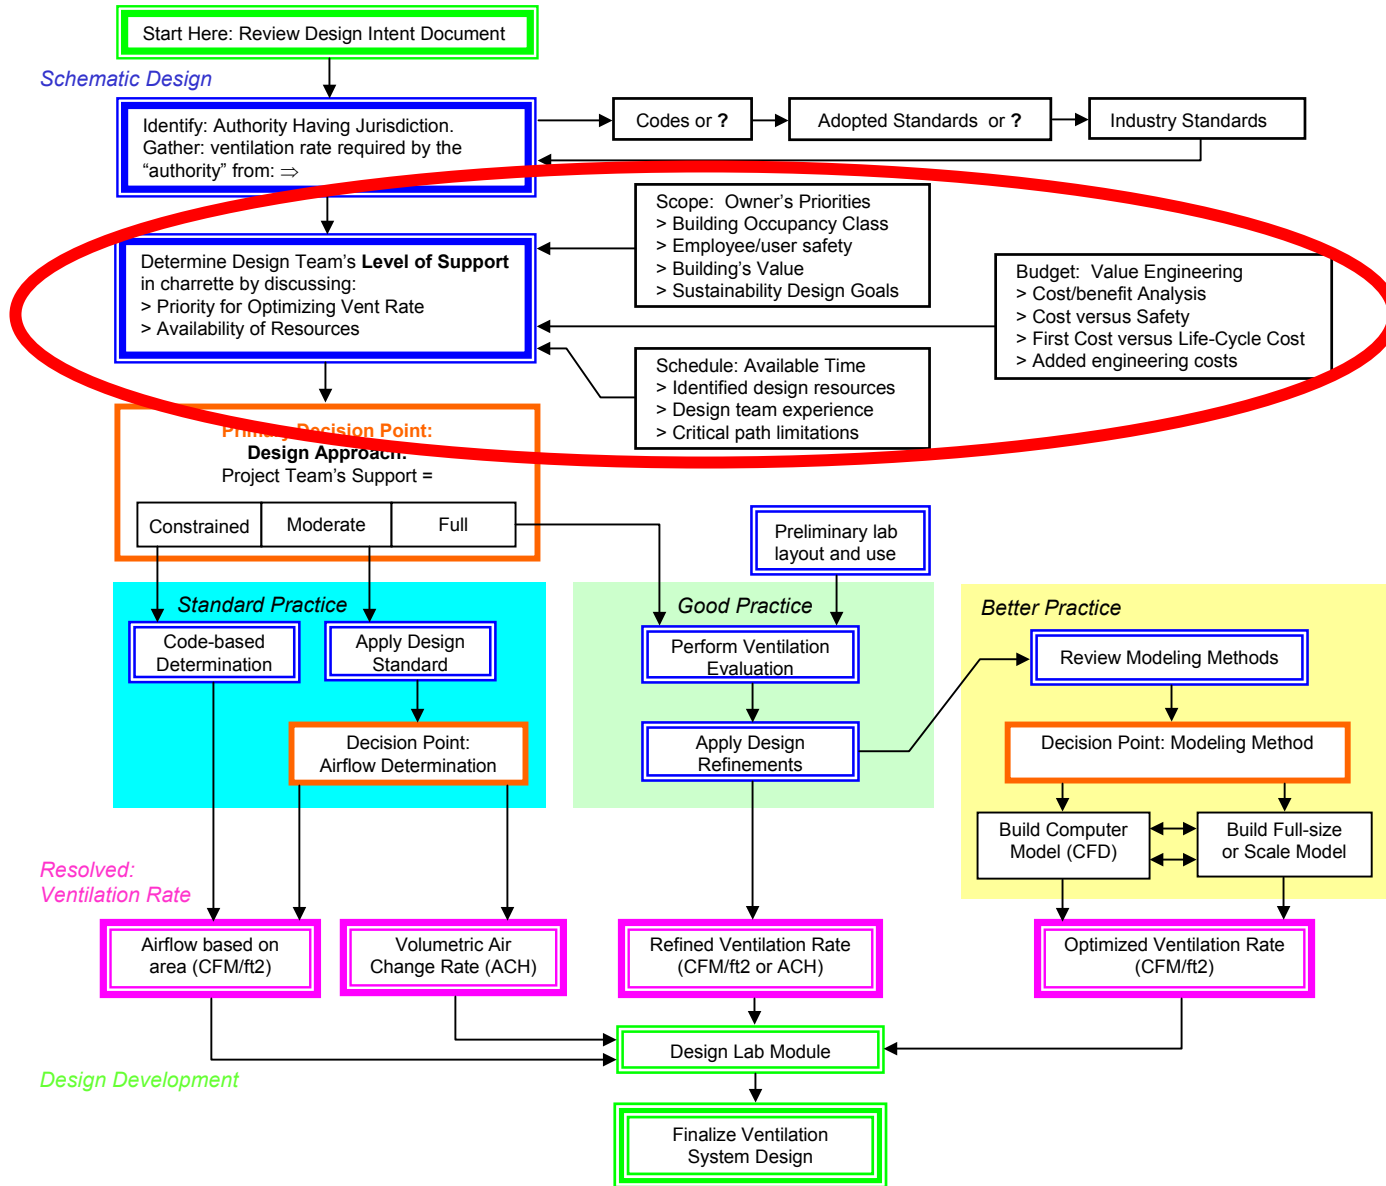 Start Here: Review Design Intent Document
Schematic Design
Identify: Authority Having Jurisdiction.
Gather: ventilation rate required by the
“authority” from: ⇒
Codes or ?
Adopted Standards or ?
Industry Standards
Scope: Owner’s Priorities
> Building Occupancy Class
> Employee/user safety
> Building’s Value
> Sustainability Design Goals
Determine Design Team’s Level of Support
in charrette by discussing:
> Priority for Optimizing Vent Rate
> Availability of Resources
Budget: Value Engineering
> Cost/benefit Analysis
> Cost versus Safety
> First Cost versus Life-Cycle Cost
> Added engineering costs
Schedule: Available Time
> Identified design resources
> Design team experience
> Critical path limitations
Primary Decision Point:
Design Approach:
Project Team’s Support =
Constrained
Moderate
Full
Preliminary lab
layout and use
Standard Practice
Code-based
Determination
Apply Design
Standard
Decision Point:
Airflow Determination
Good Practice
Perform Ventilation
Evaluation
Apply Design
Refinements
Better Practice
Review Modeling Methods
Decision Point: Modeling Method
Build Computer
Model (CFD)
Build Full-size
or Scale Model
Resolved:
Ventilation Rate
Airflow based on
area (CFM/ft2)
Volumetric Air
Change Rate (ACH)
Refined Ventilation Rate
(CFM/ft2 or ACH)
Optimized Ventilation Rate
(CFM/ft2)
Design Lab Module
Design Development
Finalize Ventilation
System Design